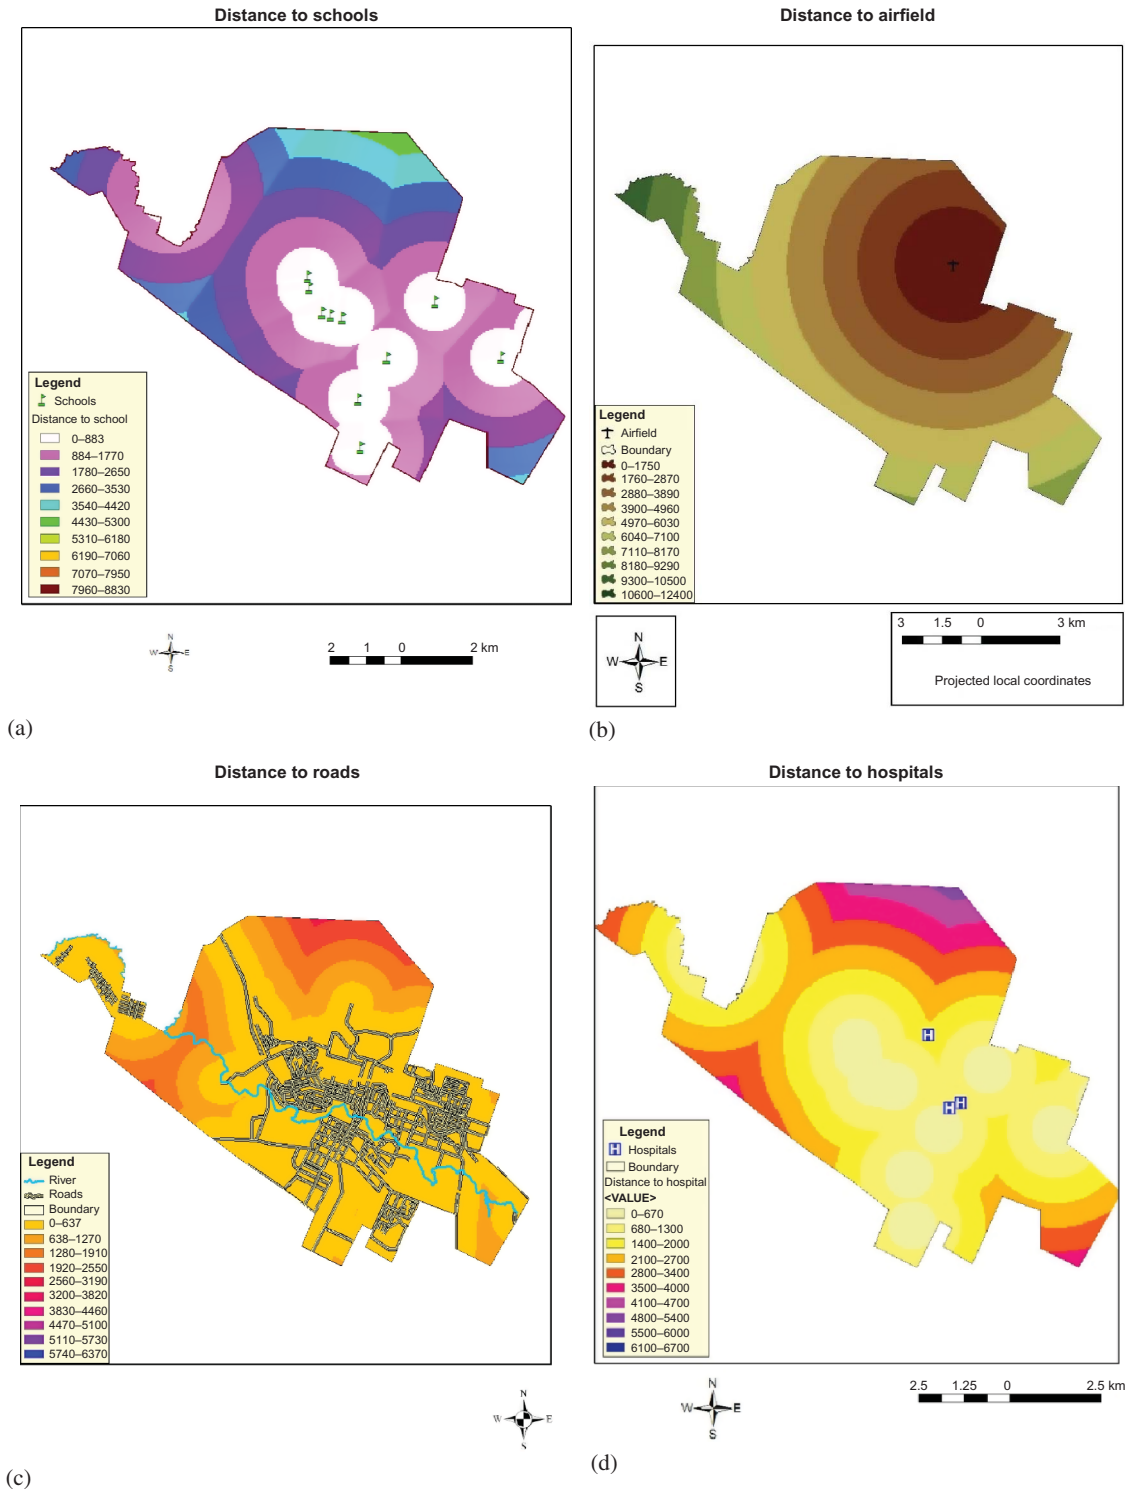 Distance to schools
Legend
Schools
Distance to school
0–883
884–1770
1780–2650
2660–3530
3540–4420
4430–5300
5310–6180
6190–7060
7070–7950
7960–8830
N
W E
S
2 1 0 2 km
(a)
Distance to airfield
Legend
Airfield
Boundary
0–1750
1760–2870
2880–3890
3900–4960
4970–6030
6040–7100
7110–8170
8180–9290
9300–10500
10600–12400
N
W E
S
3 1.5 0 3 km
Projected local coordinates
(b)
Distance to roads
Legend
River
Roads
Boundary
0–637
638–1270
1280–1910
1920–2550
2560–3190
3200–3820
3830–4460
4470–5100
5110–5730
5740–6370
N
W E
S
(c)
Distance to hospitals
H
H H
Legend
H Hospitals
Boundary
Distance to hospital
<VALUE>
0–670
680–1300
1400–2000
2100–2700
2800–3400
3500–4000
4100–4700
4800–5400
5500–6000
6100–6700
N
W E
S
2.5 1.25 0 2.5 km
(d)